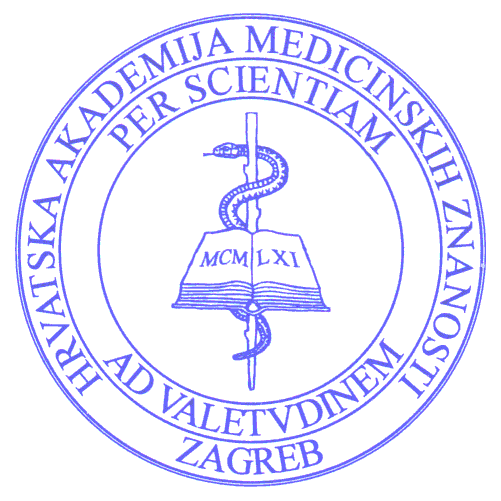 HRVATSKA AKADEMIJA MEDICINSKIH ZNANOSTI
ZAGREB
PER SCIENTIAM
AD VALETVDINEM
MCM LXI